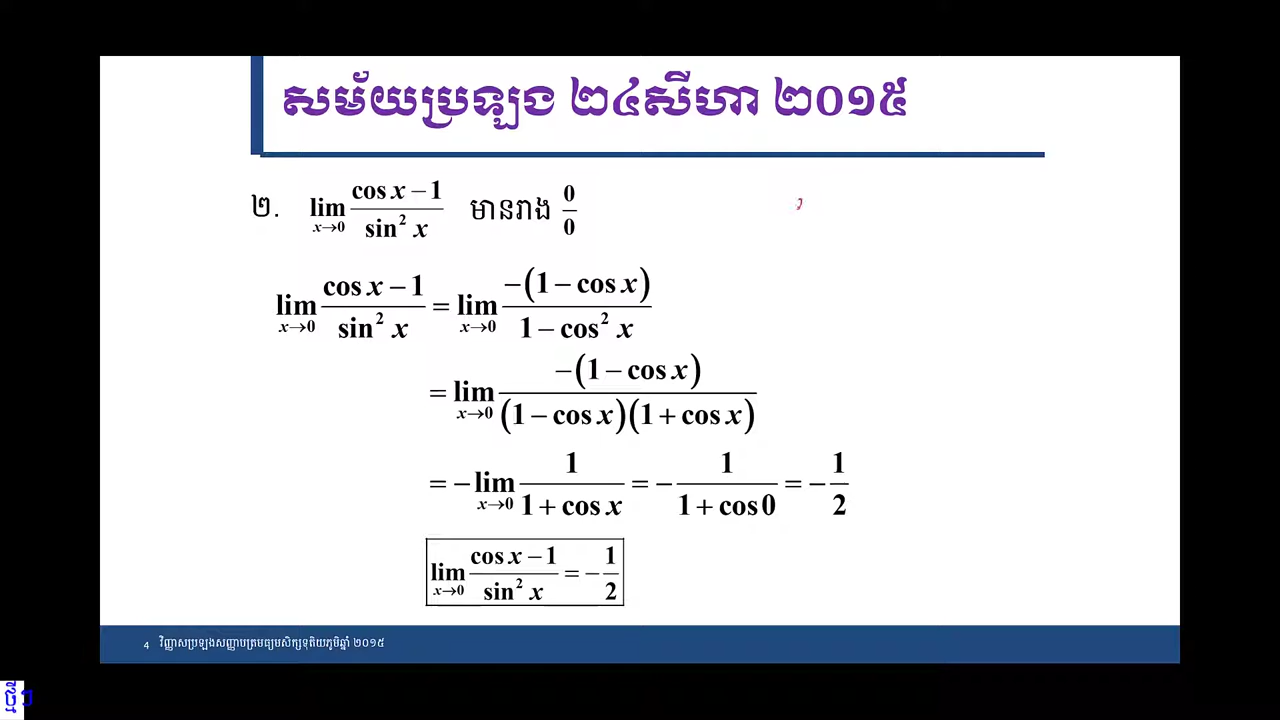 សម័យប្រឡង ២៤សីហា ២០១៥
២. lim x→0 (cos x − 1)/(sin² x) មានរាង 0/0
lim x→0 (cos x − 1)/(sin² x) = lim x→0 −(1 − cos x)/(1 − cos² x)
= lim x→0 −(1 − cos x)/((1 − cos x)(1 + cos x))
= − lim x→0 1/(1 + cos x) = − 1/(1 + cos 0) = − 1/2
lim x→0 (cos x − 1)/(sin² x) = − 1/2
4 វិញ្ញាសប្រឡងសញ្ញាបត្រមធ្យមសិក្សទុតិយភូមិឆ្នាំ ២០១៥